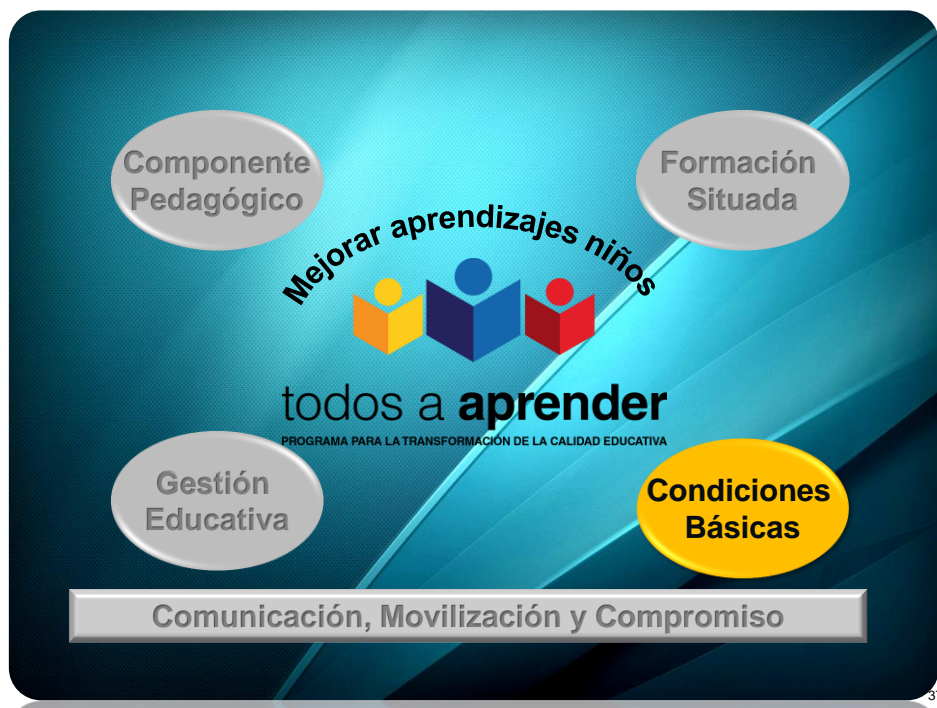 Componente
Pedagógico
Formación
Situada
Mejorar aprendizajes niños
todos a aprender
PROGRAMA PARA LA TRANSFORMACIÓN DE LA CALIDAD EDUCATIVA
Gestión
Educativa
Condiciones
Básicas
Comunicación, Movilización y Compromiso